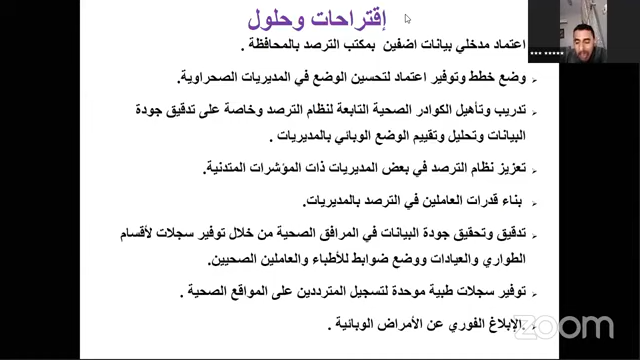 إقتراحات وحلول
اعتماد مدخلي بيانات اضفين بمكتب الترصد بالمحافظة .
وضع خطط وتوفير اعتماد لتحسين الوضع في المديريات الصحراوية.
تدريب وتأهيل الكوادر الصحية التابعة لنظام الترصد وخاصة على تدقيق جودة
البيانات وتحليل وتقييم الوضع الوبائي بالمديريات .
تعزيز نظام الترصد في بعض المديريات ذات المؤشرات المتدنية.
بناء قدرات العاملين في الترصد بالمديريات.
تدقيق وتحقيق جودة البيانات في المرافق الصحية من خلال توفير سجلات لأقسام
الطواري والعيادات ووضع ضوابط للأطباء والعاملين الصحيين.
توفير سجلات طبية موحدة لتسجيل المترددين على المواقع الصحية .
الإبلاغ الفوري عن الأمراض الوبائية .
zoom